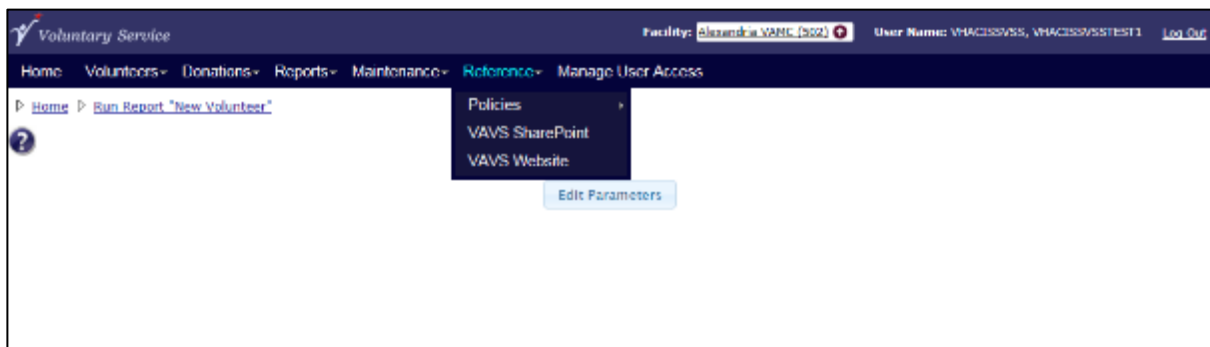 Voluntary Service Facility: Alexandria VAMC (502) User Name: VHACISSVSS, VHACISSVSSTEST1 Log Out
Home Volunteers Donations Reports Maintenance Reference Manage User Access
Home Run Report "New Volunteer"
Policies
?
VAVS SharePoint
VAVS Website
Edit Parameters